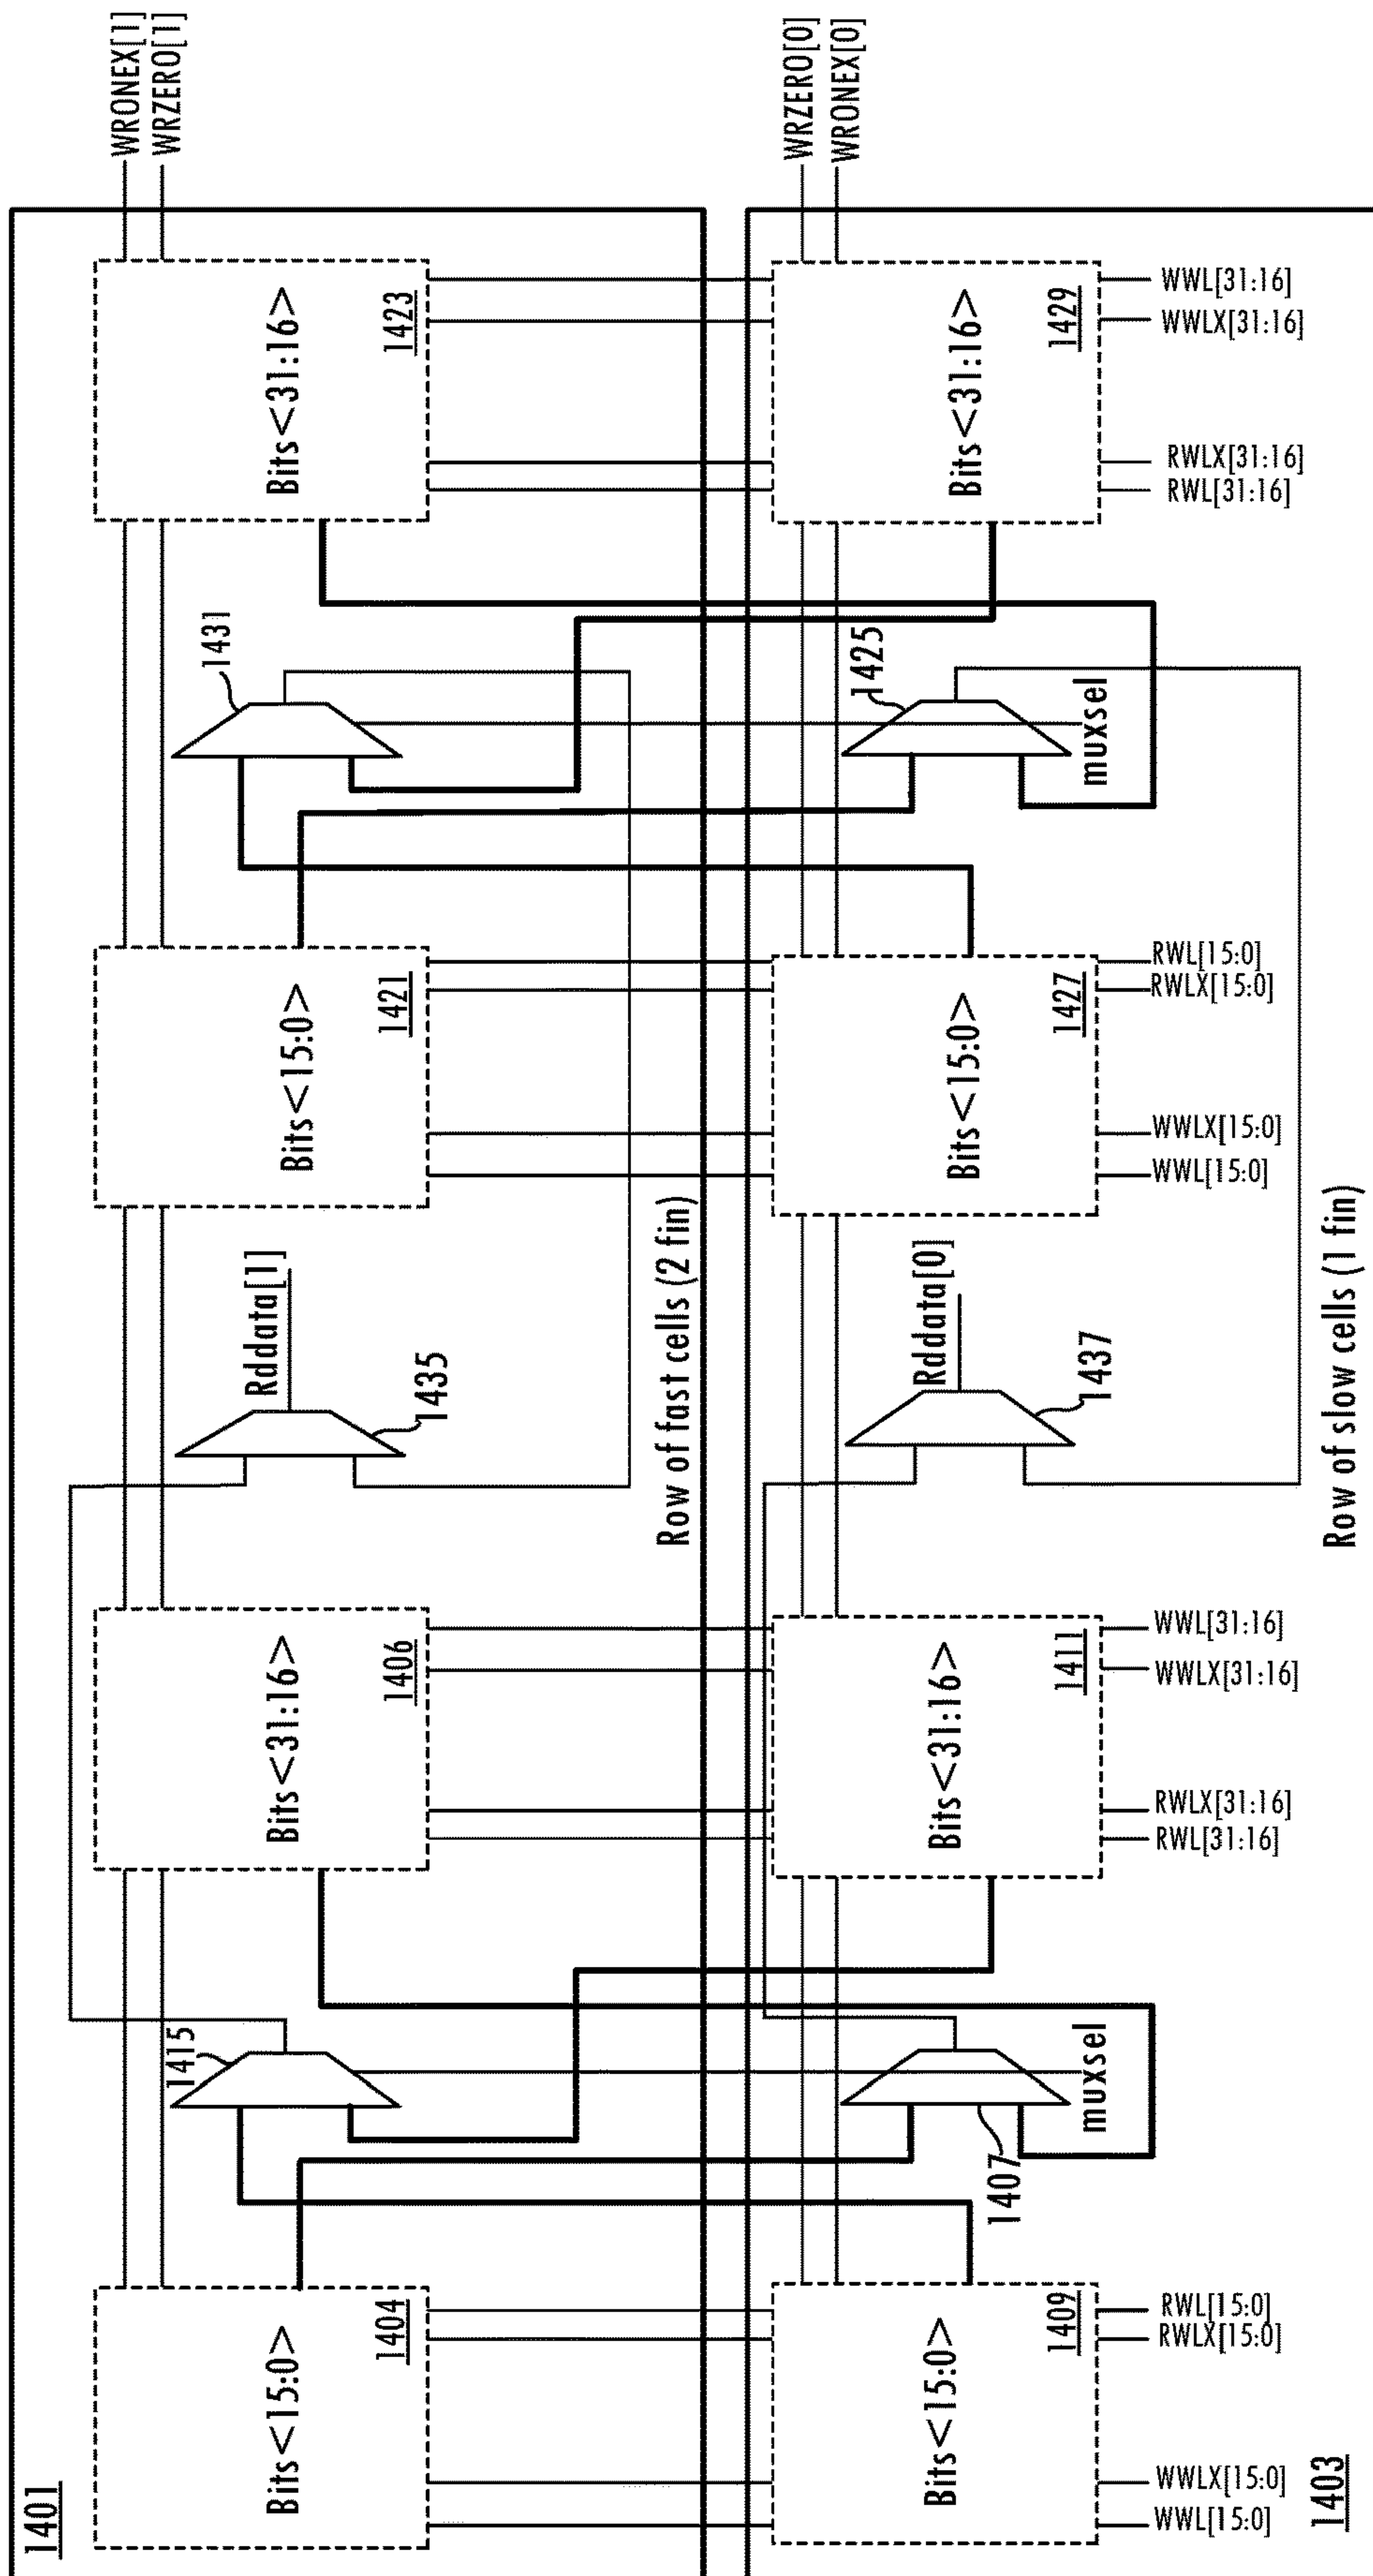 1401
WRONEX[1]
WRZERO[1]
Bits<15:0>
1404
1415
Bits<31:16>
1406
Rddata[1]
1435
Bits<15:0>
1421
1431
Bits<31:16>
1423
Row of fast cells (2 fin)
WRZERO[0]
WRONEX[0]
Bits<15:0>
1409
1407
muxsel
Bits<31:16>
1411
Rddata[0]
1437
Bits<15:0>
1427
1425
muxsel
Bits<31:16>
1429
WWL[15:0]
WWLX[15:0]
RWLX[15:0]
RWL[15:0]
RWL[31:16]
RWLX[31:16]
WWLX[31:16]
WWL[31:16]
WWL[15:0]
WWLX[15:0]
RWLX[15:0]
RWL[15:0]
RWL[31:16]
RWLX[31:16]
WWLX[31:16]
WWL[31:16]
1403
Row of slow cells (1 fin)